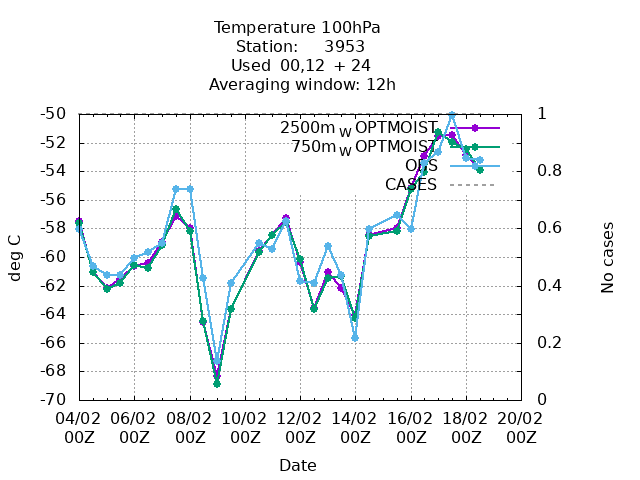 Temperature 100hPa
Station: 3953
Used 00,12 + 24
Averaging window: 12h
2500m W OPTMOIST
750m W OPTMOIST
OBS
CASES
-50
-52
-54
-56
-58
-60
-62
-64
-66
-68
-70
1
0.8
0.6
0.4
0.2
0
deg C
No cases
04/02 06/02 08/02 10/02 12/02 14/02 16/02 18/02 20/02
00Z 00Z 00Z 00Z 00Z 00Z 00Z 00Z 00Z
Date